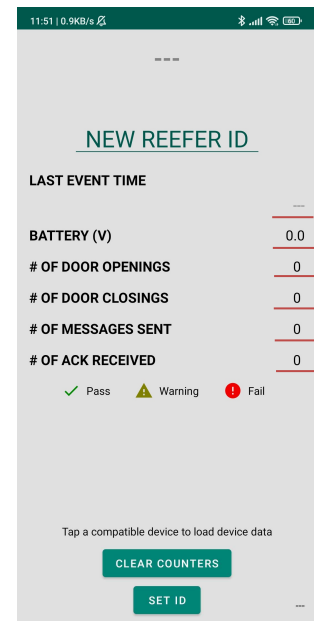 11:51 | 0.9KB/s
60
---
NEW REEFER ID
LAST EVENT TIME
---
BATTERY (V) 0.0
# OF DOOR OPENINGS 0
# OF DOOR CLOSINGS 0
# OF MESSAGES SENT 0
# OF ACK RECEIVED 0
Pass Warning Fail
Tap a compatible device to load device data
CLEAR COUNTERS
SET ID
---